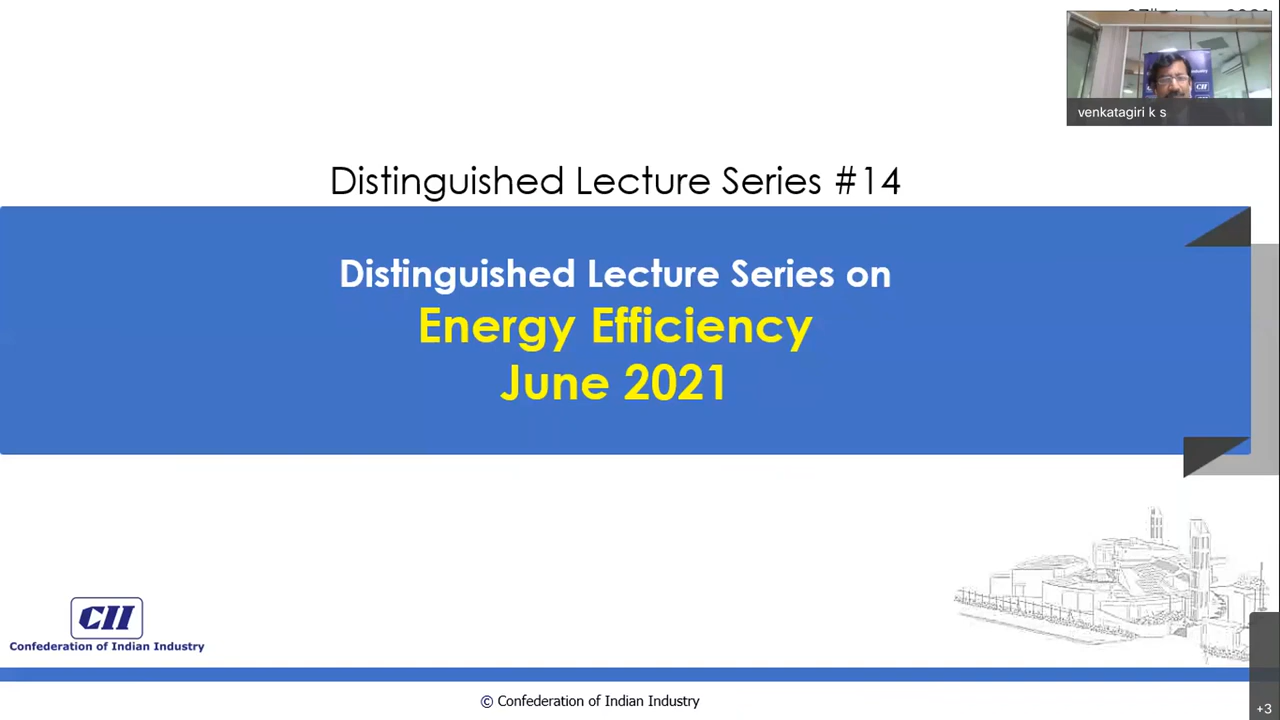 venkatagiri k s
Distinguished Lecture Series #14
Distinguished Lecture Series on
Energy Efficiency
June 2021
CII
Confederation of Indian Industry
© Confederation of Indian Industry
+3